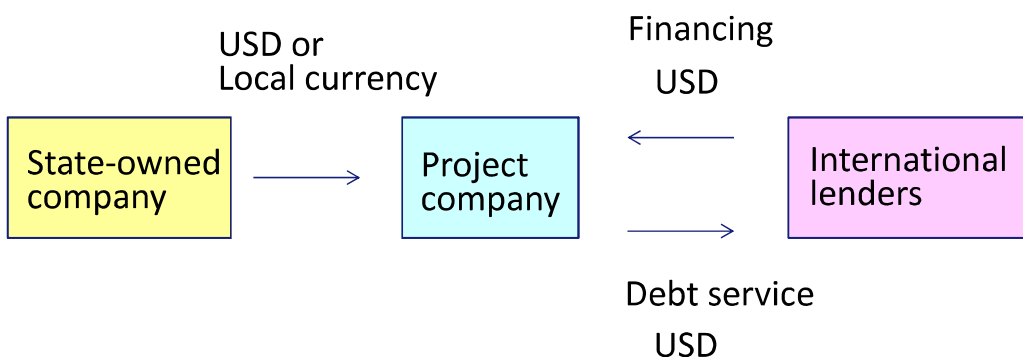 USD or
Local currency
Financing
USD
State-owned
company
Project
company
International
lenders
Debt service
USD